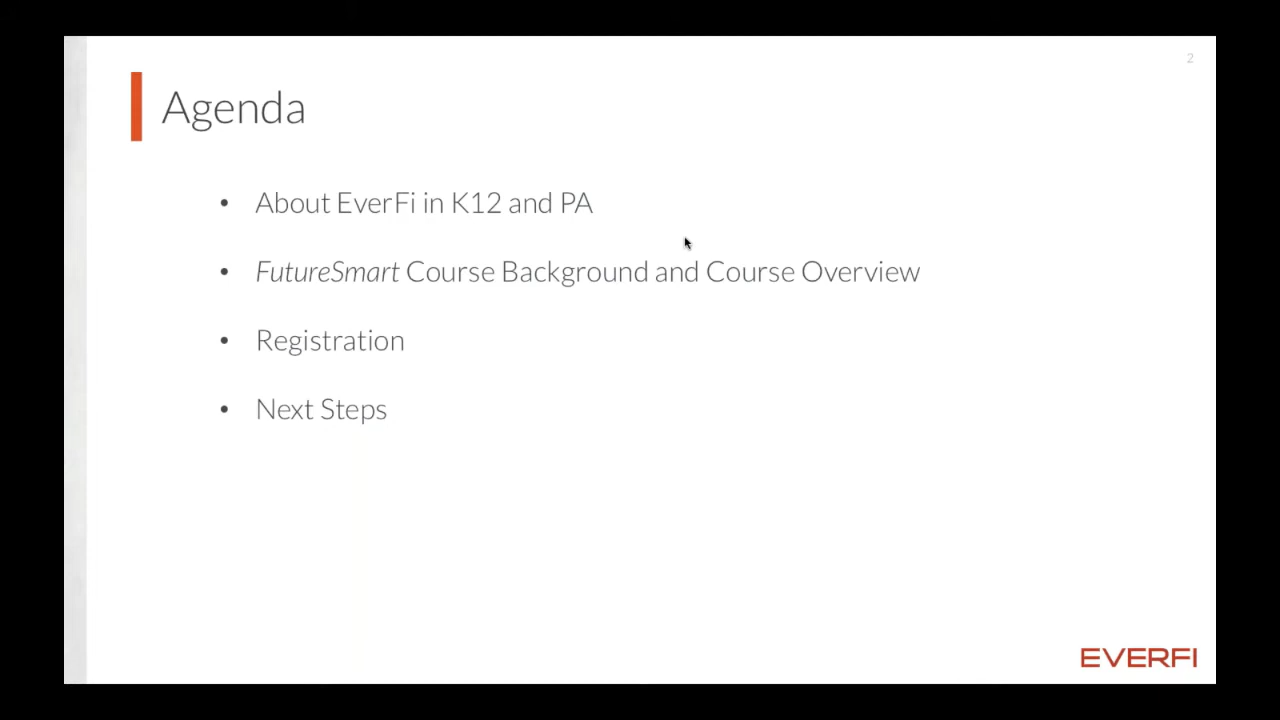 2
Agenda
• About EverFi in K12 and PA
• FutureSmart Course Background and Course Overview
• Registration
• Next Steps
EVERFI